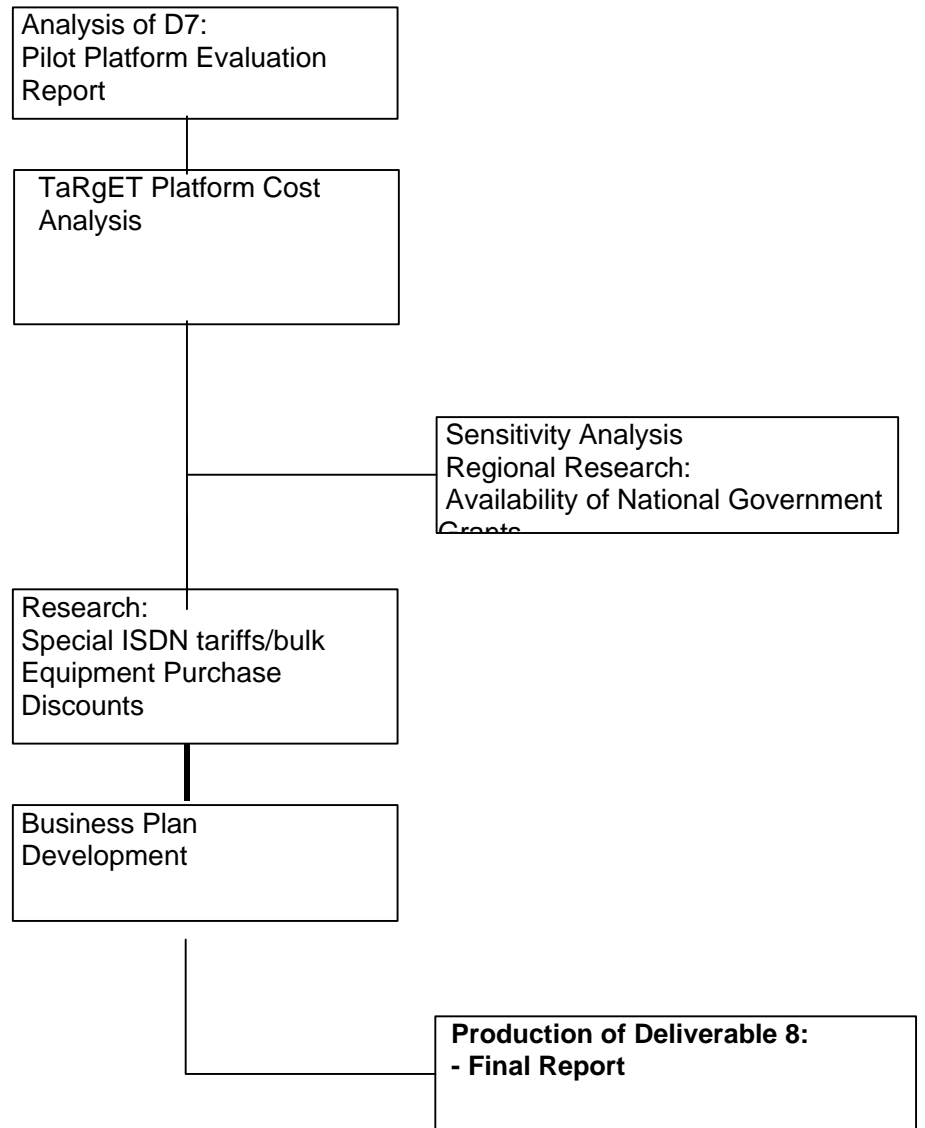 Analysis of D7:
Pilot Platform Evaluation
Report
TaRgET Platform Cost
Analysis
Sensitivity Analysis
Regional Research:
Availability of National Government
Grants
Research:
Special ISDN tariffs/bulk
Equipment Purchase
Discounts
Business Plan
Development
Production of Deliverable 8:
- Final Report